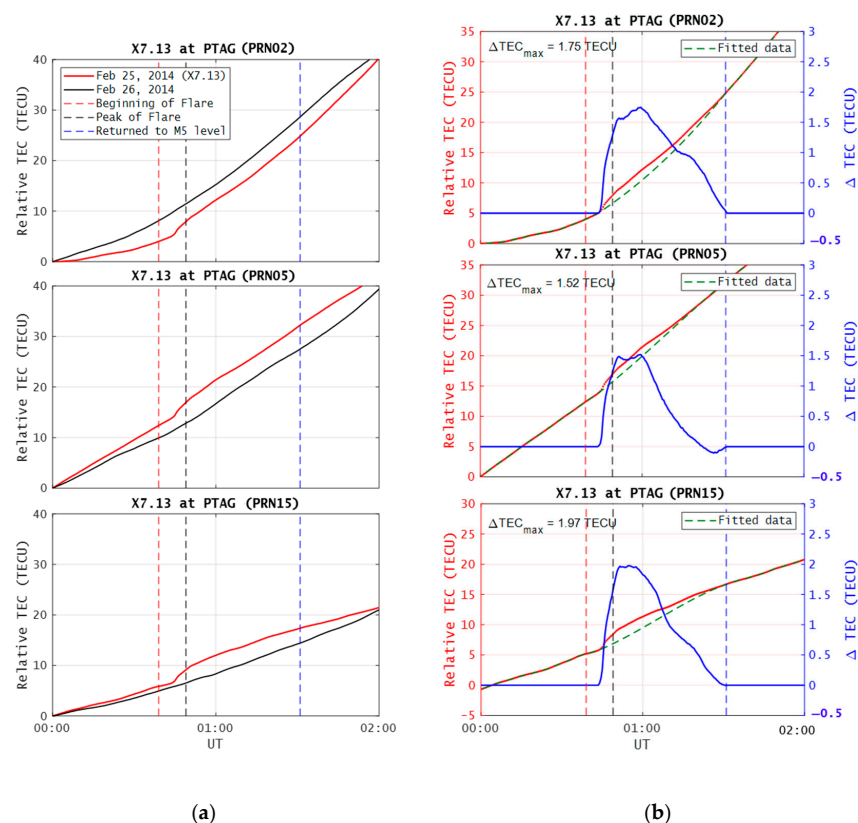 X7.13 at PTAG (PRN02)
40
30
20
10
0
Relative TEC (TECU)
Feb 25, 2014 (X7.13)
Feb 26, 2014
Beginning of Flare
Peak of Flare
Returned to M5 level
X7.13 at PTAG (PRN05)
40
30
20
10
0
Relative TEC (TECU)
X7.13 at PTAG (PRN15)
40
30
20
10
0
Relative TEC (TECU)
00:00
01:00
02:00
UT
(a)
X7.13 at PTAG (PRN02)
ΔTECmax = 1.75 TECU
Fitted data
35
30
25
20
15
10
5
0
-5
Relative TEC (TECU)
3
2.5
2
1.5
1
0.5
0
-0.5
Δ TEC (TECU)
X7.13 at PTAG (PRN05)
ΔTECmax = 1.52 TECU
Fitted data
35
30
25
20
15
10
5
0
Relative TEC (TECU)
3
2.5
2
1.5
1
0.5
0
-0.5
Δ TEC (TECU)
X7.13 at PTAG (PRN15)
ΔTECmax = 1.97 TECU
Fitted data
30
25
20
15
10
5
0
-5
Relative TEC (TECU)
3
2.5
2
1.5
1
0.5
0
-0.5
Δ TEC (TECU)
00:00
01:00
02:00
UT
(b)